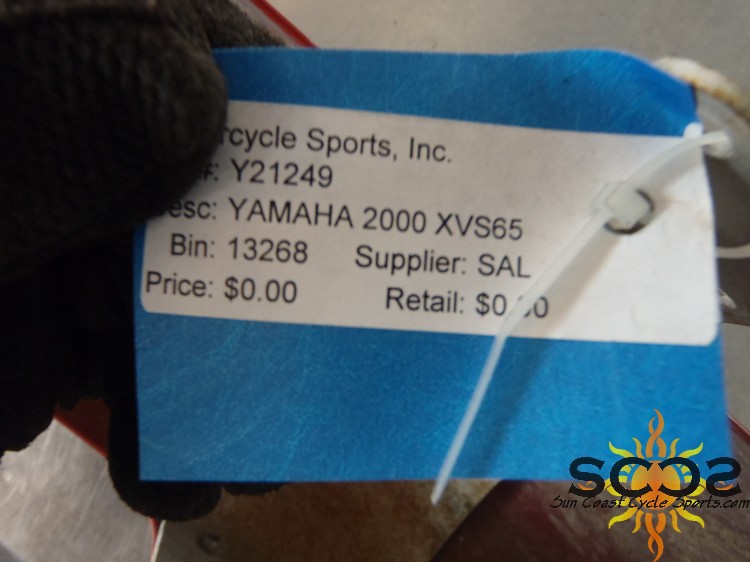 rcycle Sports, Inc.
#: Y21249
esc: YAMAHA 2000 XVS65
Bin: 13268 Supplier: SAL
Price: $0.00 Retail: $0.00
SCCS
Sun Coast Cycle Sports.com